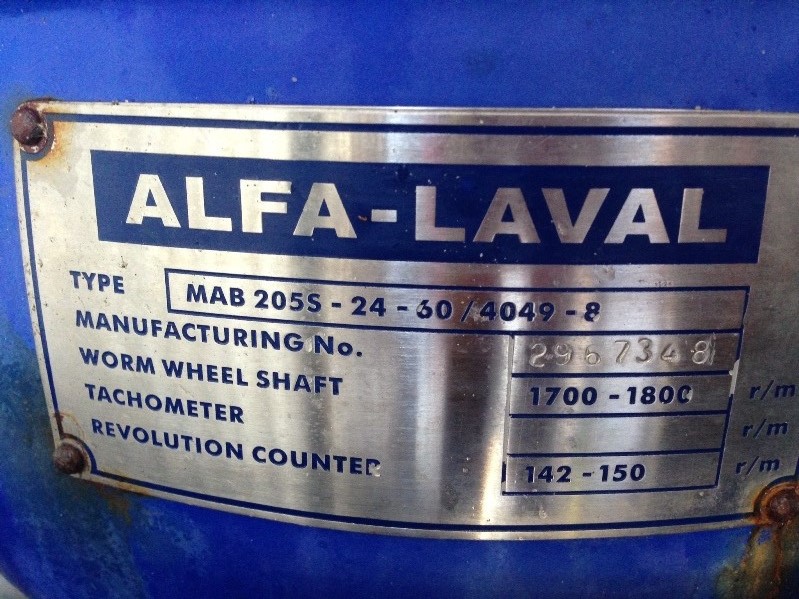 ALFA-LAVAL
TYPE MAB 205S - 24 - 60 / 4049 - 8
MANUFACTURING No. 2967348
WORM WHEEL SHAFT 1700 - 1800 r/m
TACHOMETER r/m
REVOLUTION COUNTER 142 - 150 r/m